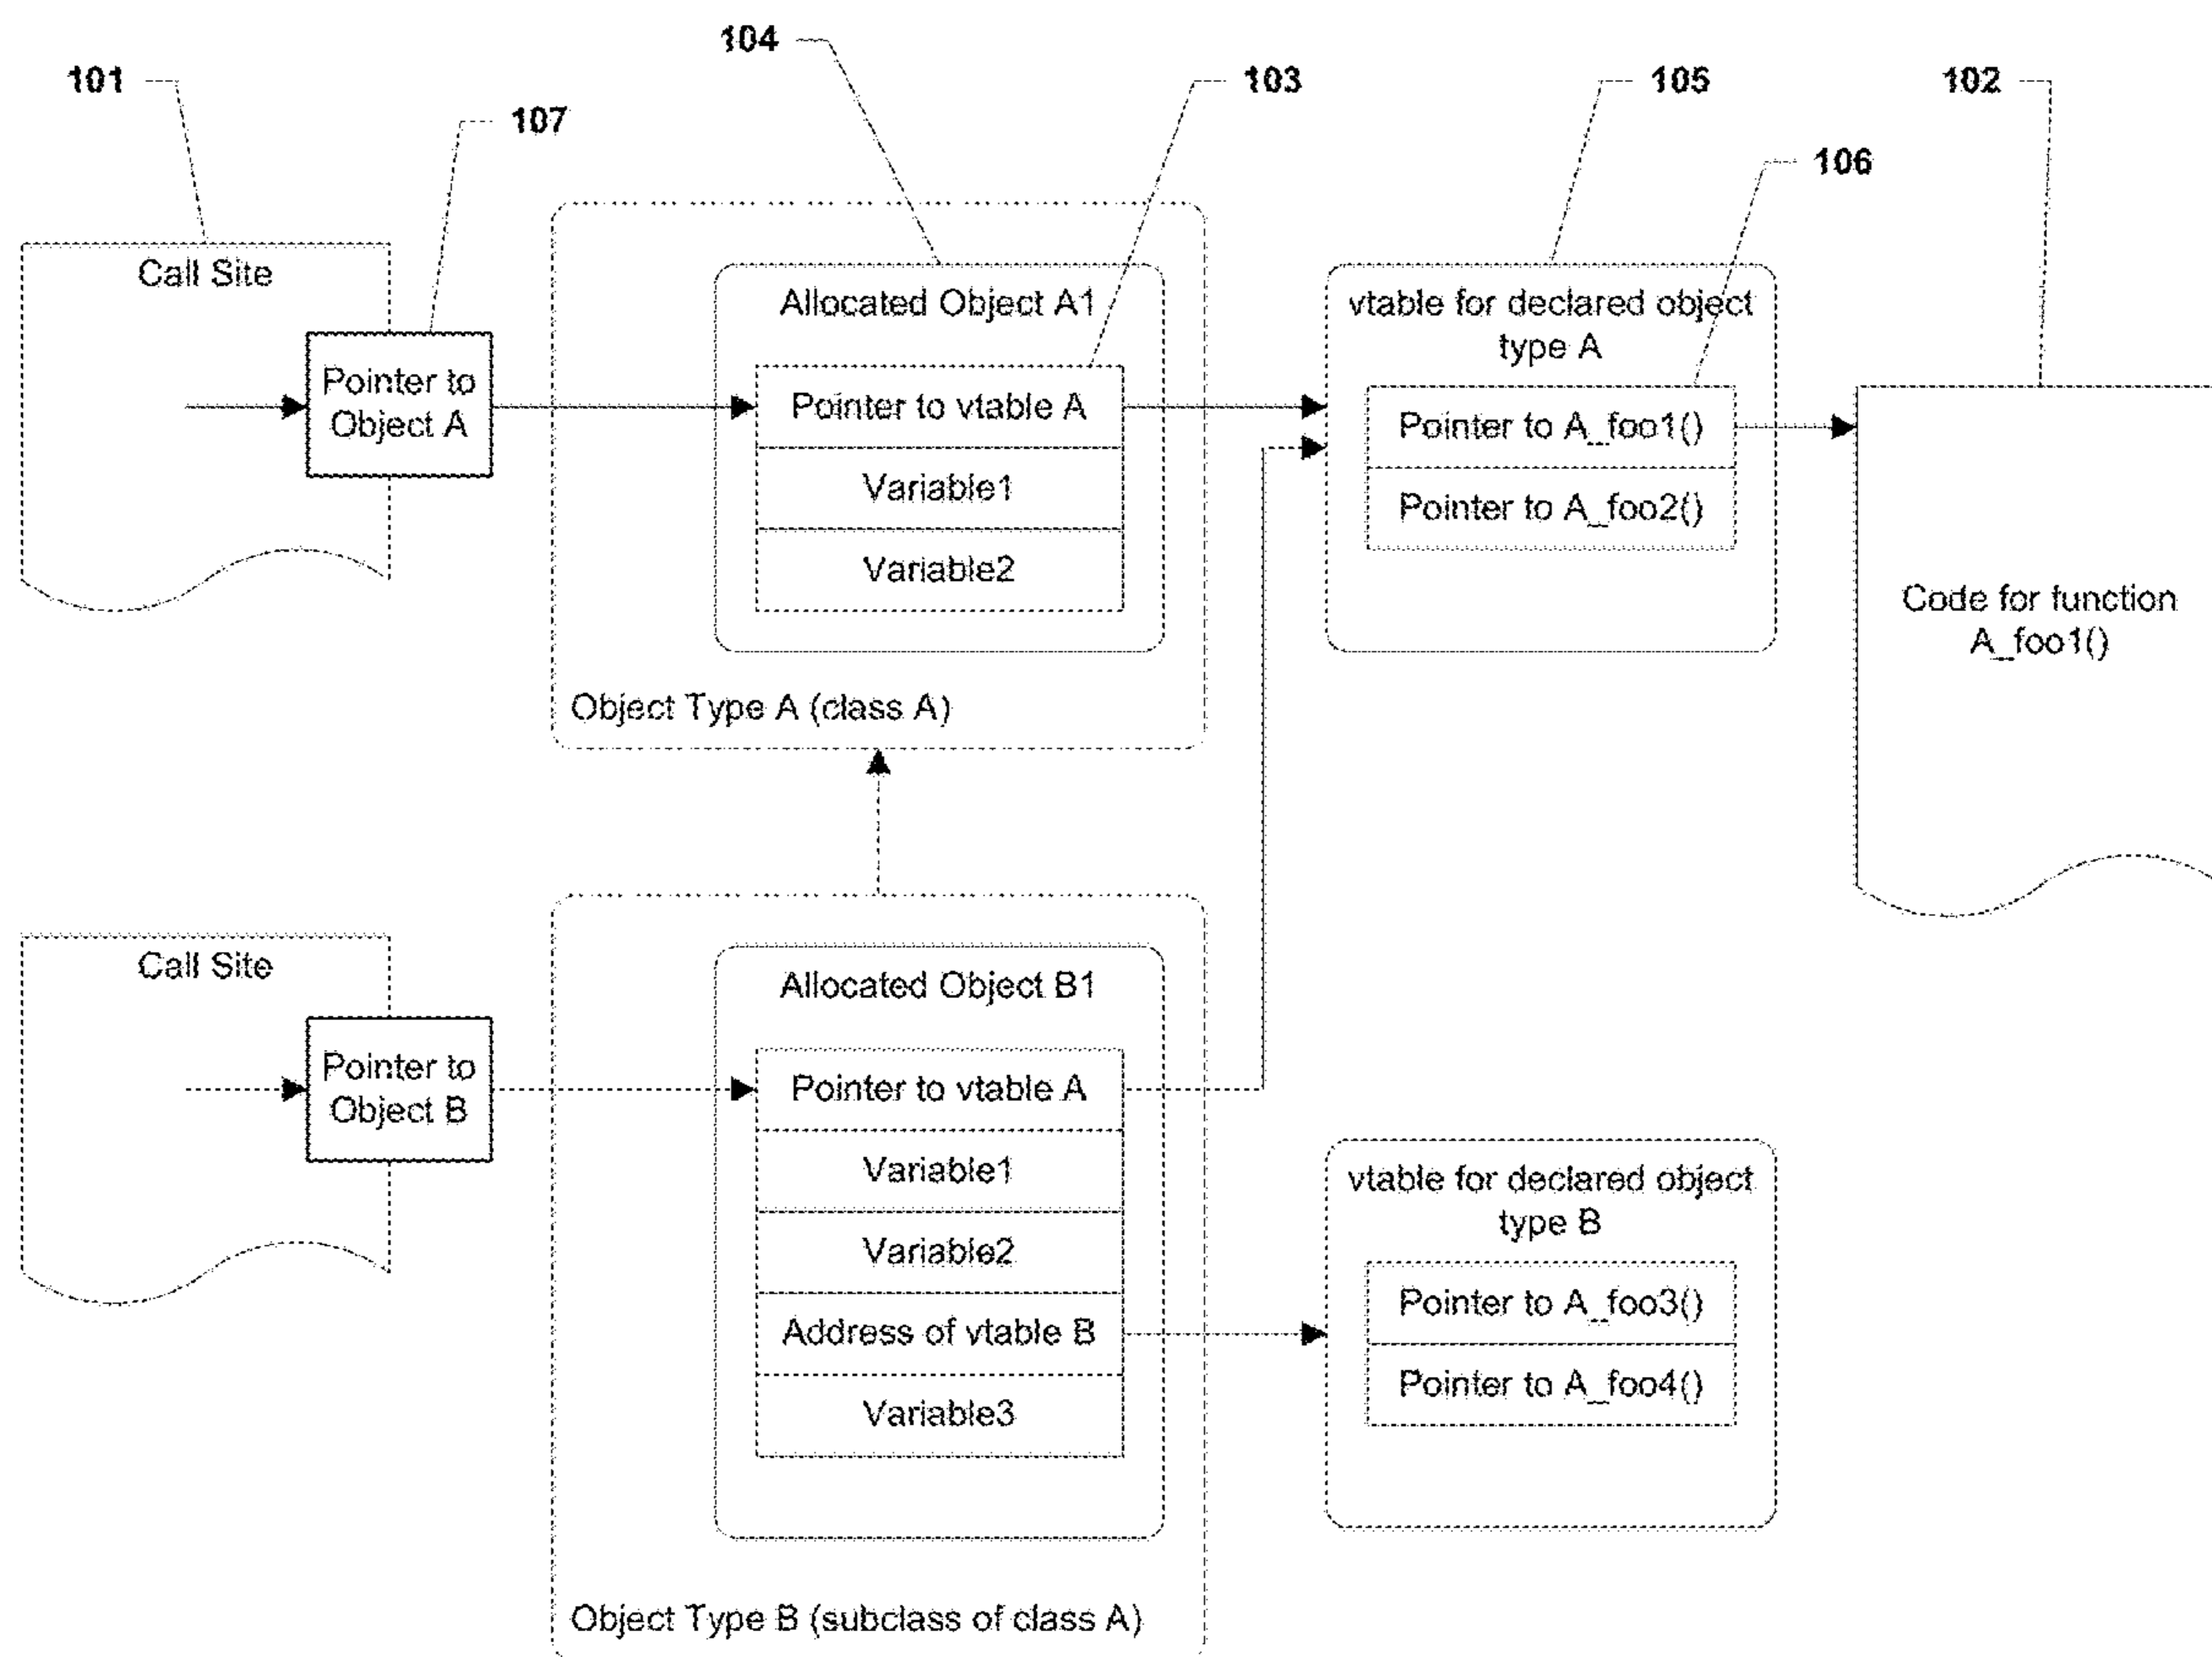 104
101
103
105
102
107
106
Call Site
Pointer to
Object A
Allocated Object A1
Pointer to vtable A
Variable1
Variable2
Object Type A (class A)
vtable for declared object
type A
Pointer to A_foo1()
Pointer to A_foo2()
Code for function
A_foo1()
Call Site
Pointer to
Object B
Allocated Object B1
Pointer to vtable A
Variable1
Variable2
Address of vtable B
Variable3
Object Type B (subclass of class A)
vtable for declared object
type B
Pointer to A_foo3()
Pointer to A_foo4()